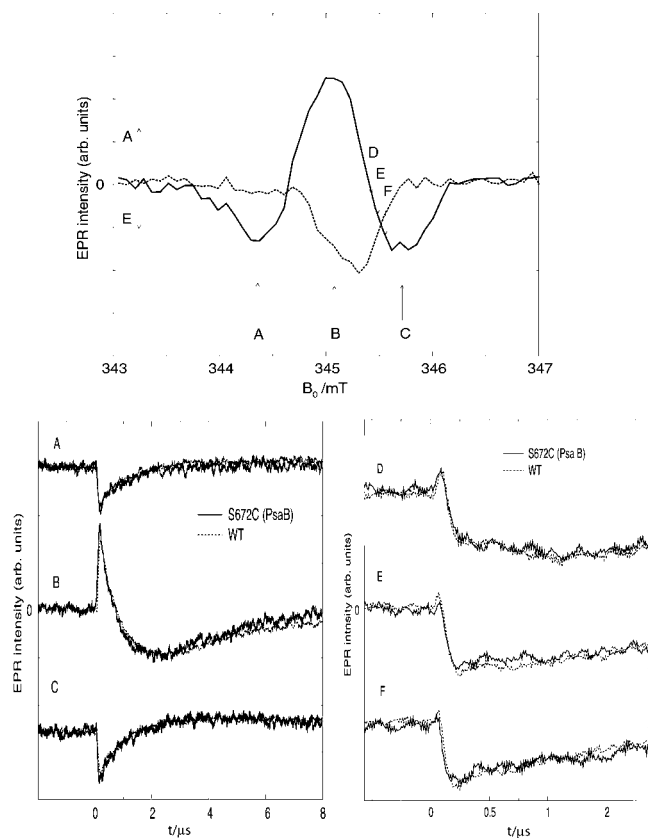 EPR intensity (arb. units)
A ^
0
E
D
E
F
A B C
343 344 345 346 347
B0 /mT
A
B
C
EPR Intensity (arb. units)
0
S672C (PsaB)
WT
0 2 4 6 8
t/μs
D
E
F
EPR intnsity (arb. units)
0
S672C (Psa B)
WT
0 0.5 1 2
t/μs